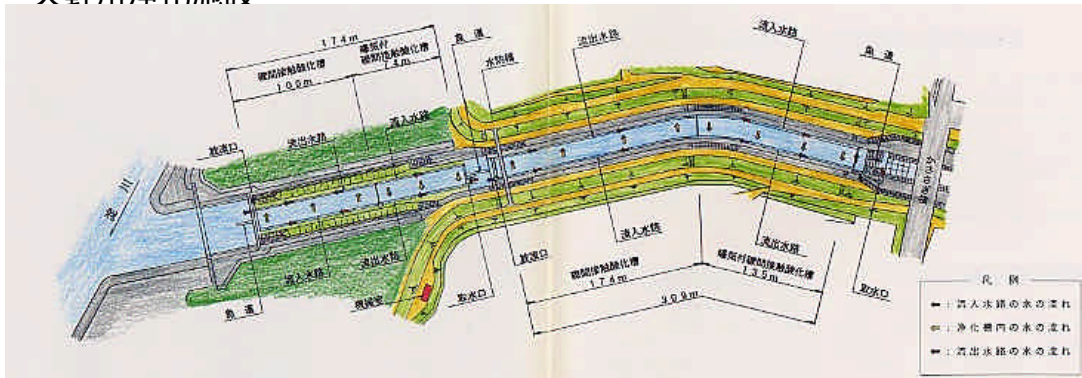 174m
礫間接触酸化槽
100m
曝気付
礫間接触酸化槽
74m
魚道
水防橋
流出水路
流入水路
魚道
放流口
流出水路
流入水路
淀川
流入水路
流出水路
魚道
機械室
取水口
放流口
流入水路
流出水路
取水口
礫間接触酸化槽
174m
曝気付礫間接触酸化槽
135m
309m
凡例
：流入水路の水の流れ
：浄化槽内の水の流れ
：流出水路の水の流れ